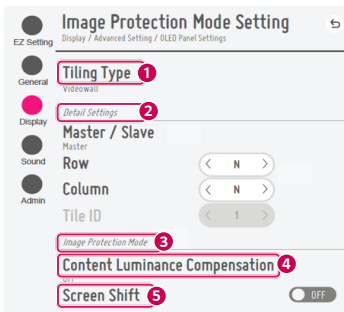 Image Protection Mode Setting
Display / Advanced Setting / OLED Panel Settings
EZ Setting
General
Display
Sound
Admin
Tiling Type 1
Videowall
Detail Settings 2
Master / Slave
Master
Row < N >
Column < N >
Tile ID < 1 >
Image Protection Mode 3
Content Luminance Compensation 4
Off
Screen Shift 5 OFF